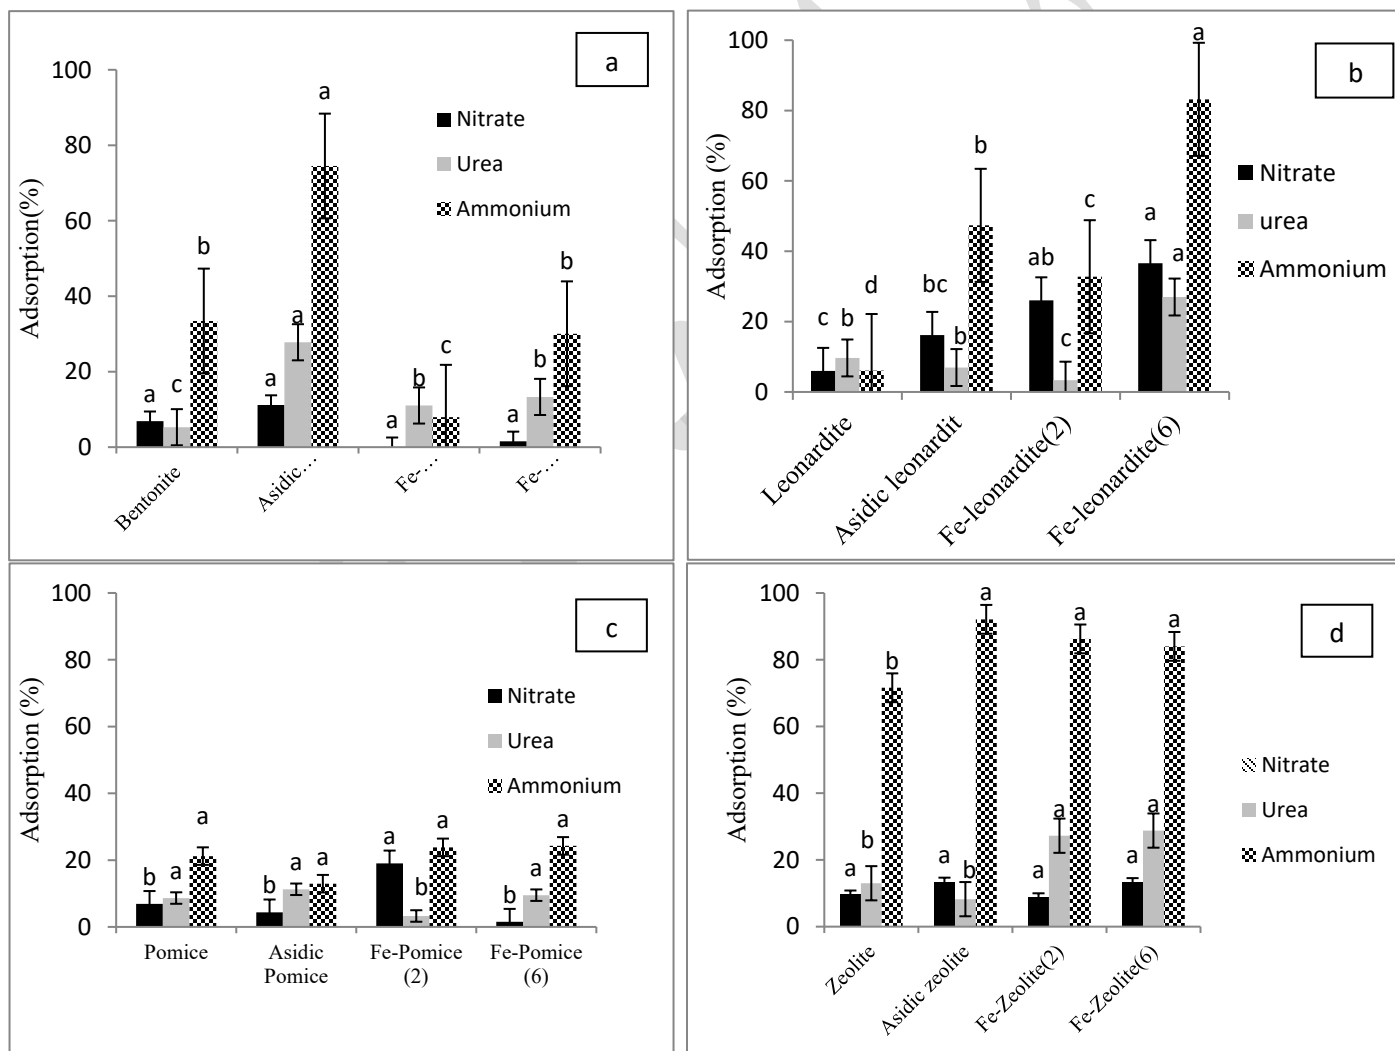 a
100
80
60
40
20
0
Adsorption(%)
Nitrate
Urea
Ammonium
a c b
a a a
a b c
a b b
Bentonite
Asidic…
Fe-…
Fe-…
b
100
80
60
40
20
0
Adsorption (%)
Nitrate
urea
Ammonium
c b d
bc b b
ab c c
a a a
Leonardite
Asidic leonardit
Fe-leonardite(2)
Fe-leonardite(6)
c
100
80
60
40
20
0
Adsorption (%)
Nitrate
Urea
Ammonium
b a a
b a a
a b a
b a a
Pomice
Asidic
Pomice
Fe-Pomice
(2)
Fe-Pomice
(6)
d
100
80
60
40
20
0
Adsorption (%)
Nitrate
Urea
Ammonium
a b b
a b a
a a a
a a a
Zeolite
Asidic zeolite
Fe-Zeolite(2)
Fe-Zeolite(6)